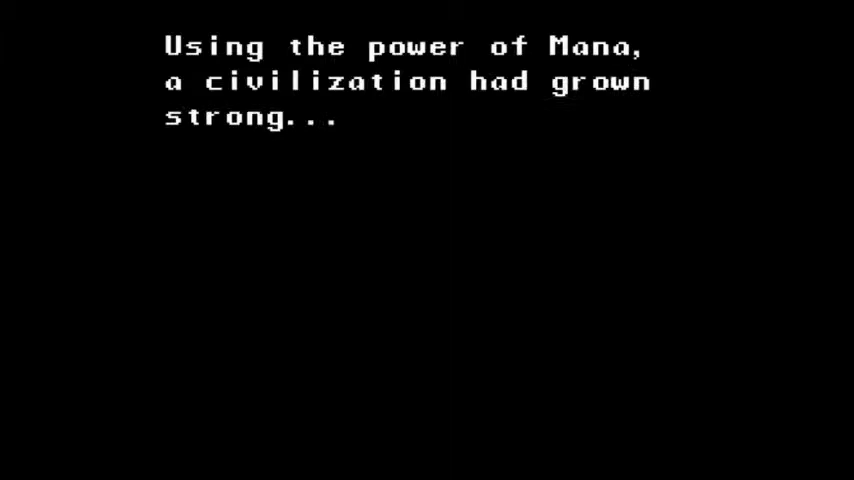 Using the power of Mana,
a civilization had grown
strong...